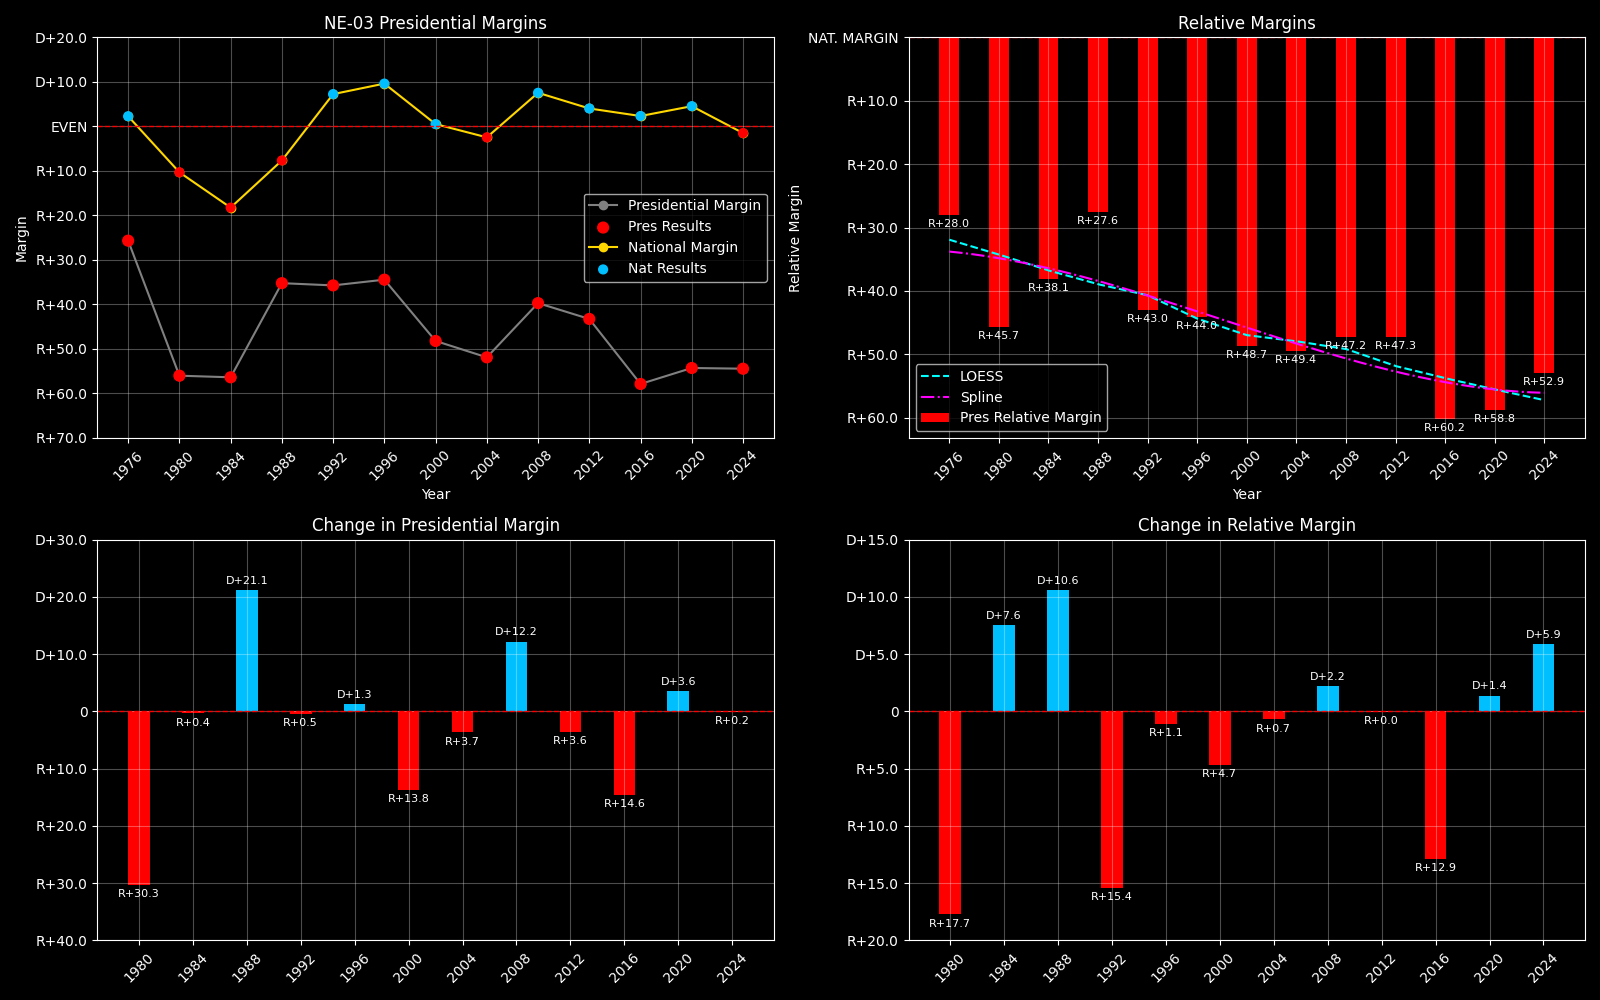 NE-03 Presidential Margins
D+20.0
D+10.0
EVEN
R+10.0
R+20.0
R+30.0
R+40.0
R+50.0
R+60.0
R+70.0
Margin
Presidential Margin
Pres Results
National Margin
Nat Results
1976
1980
1984
1988
1992
1996
2000
2004
2008
2012
2016
2020
2024
Year
Relative Margins
NAT. MARGIN
R+10.0
R+20.0
R+30.0
R+40.0
R+50.0
R+60.0
Relative Margin
R+28.0
R+45.7
R+38.1
R+27.6
R+43.0
R+44.0
R+48.7
R+49.4
R+47.2
R+47.3
R+60.2
R+58.8
R+52.9
LOESS
Spline
Pres Relative Margin
1976
1980
1984
1988
1992
1996
2000
2004
2008
2012
2016
2020
2024
Year
Change in Presidential Margin
D+30.0
D+20.0
D+10.0
0
R+10.0
R+20.0
R+30.0
R+40.0
R+30.3
R+0.4
D+21.1
R+0.5
D+1.3
R+13.8
R+3.7
D+12.2
R+3.6
R+14.6
D+3.6
R+0.2
1980
1984
1988
1992
1996
2000
2004
2008
2012
2016
2020
2024
Change in Relative Margin
D+15.0
D+10.0
D+5.0
0
R+5.0
R+10.0
R+15.0
R+20.0
R+17.7
D+7.6
D+10.6
R+15.4
R+1.1
R+4.7
R+0.7
D+2.2
R+0.0
R+12.9
D+1.4
D+5.9
1980
1984
1988
1992
1996
2000
2004
2008
2012
2016
2020
2024